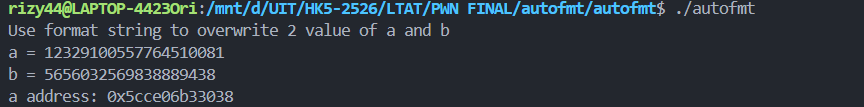 rizy44@LAPTOP-4423Ori:/mnt/d/UIT/HK5-2526/LTAT/PWN FINAL/autofmt/autofmt$ ./autofmt
Use format string to overwrite 2 value of a and b
a = 12329100557764510081
b = 5656032569838889438
a address: 0x5cce06b33038